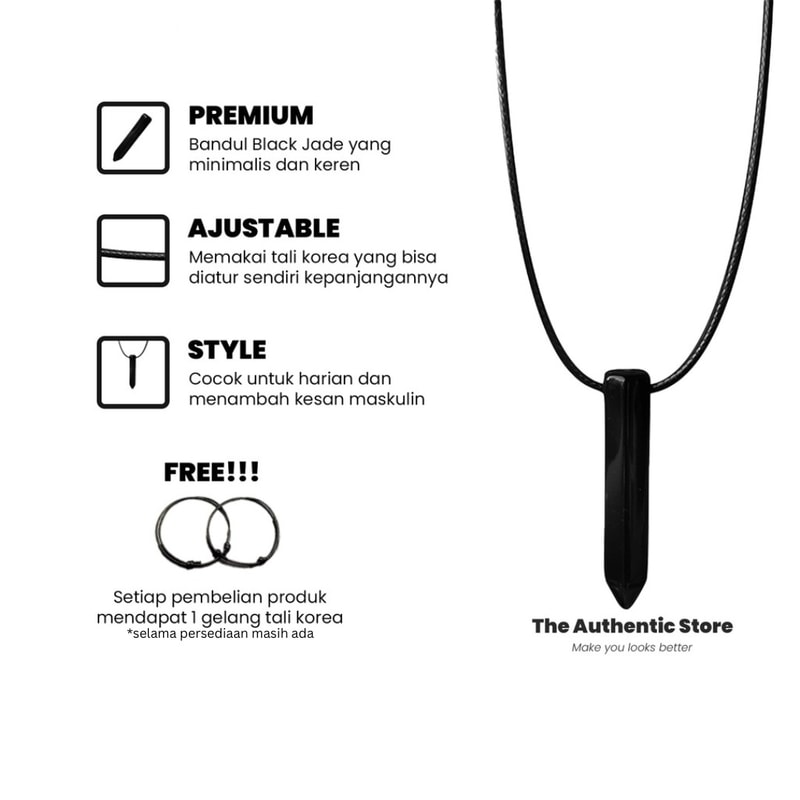 PREMIUM
Bandul Black Jade yang
minimalis dan keren
AJUSTABLE
Memakai tali korea yang bisa
diatur sendiri kepanjangannya
STYLE
Cocok untuk harian dan
menambah kesan maskulin
FREE!!!
Setiap pembelian produk
mendapat 1 gelang tali korea
*selama persediaan masih ada
The Authentic Store
Make you looks better